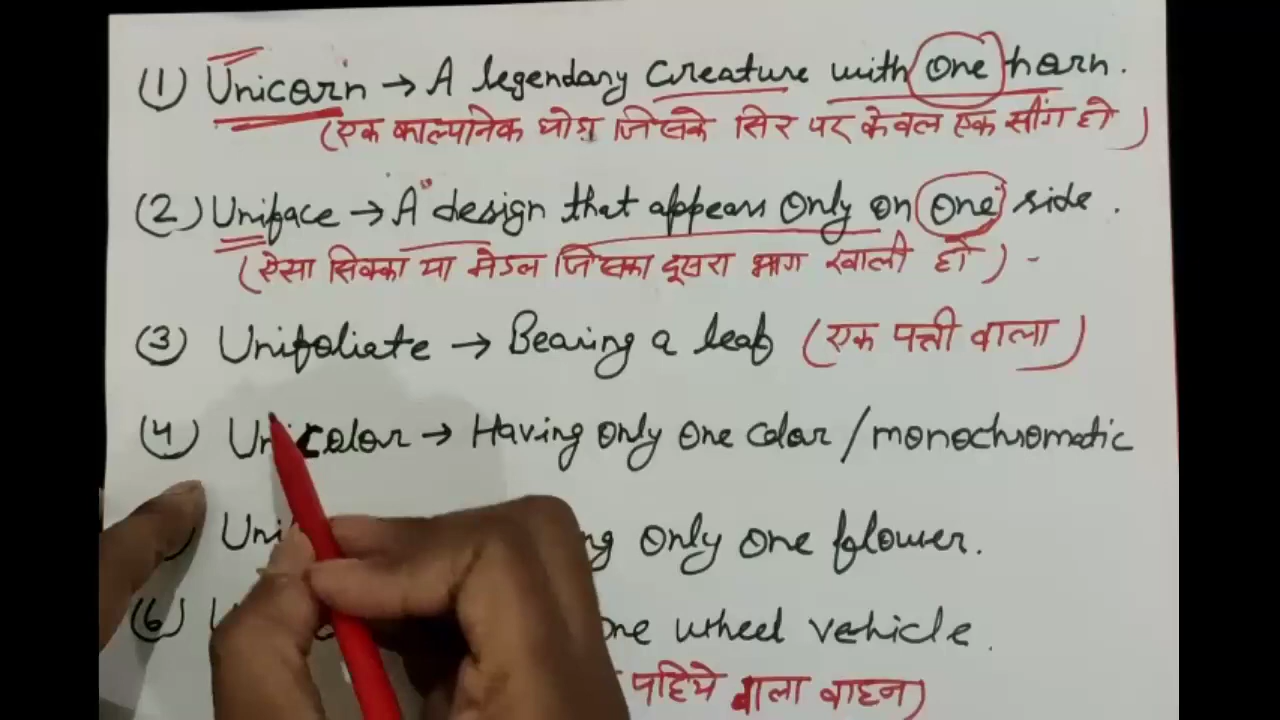 (1) Unicorn → A legendary creature with one horn.
(एक काल्पनिक घोड़ा जिसके सिर पर केवल एक सींग हो)
(2) Uniface → A design that appears only on one side.
(ऐसा सिक्का या मेडल जिसका दूसरा भाग खाली हो) -
(3) Unifoliate → Bearing a leaf (एक पत्ती वाला)
(4) Unicolor → Having only one color / monochromatic
Uni only one flower.
(6) one wheel vehicle.
पहिये वाला वाहन)